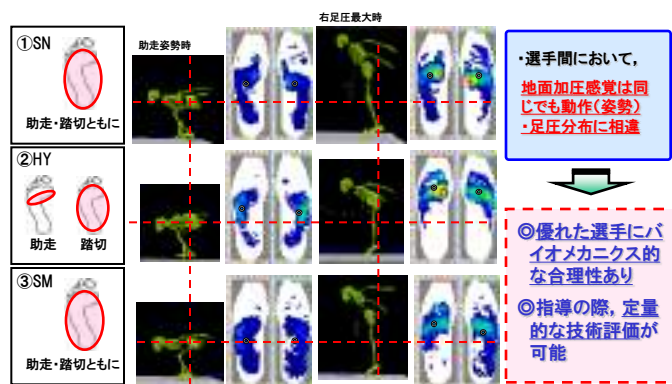 ①SN
助走・踏切ともに
助走姿勢時
右足圧最大時
②HY
助走
踏切
③SM
助走・踏切ともに
・選手間において,
地面加圧感覚は同
じでも動作(姿勢)
・足圧分布に相違
◎優れた選手にバ
イオメカニクス的
な合理性あり
◎指導の際,定量
的な技術評価が
可能